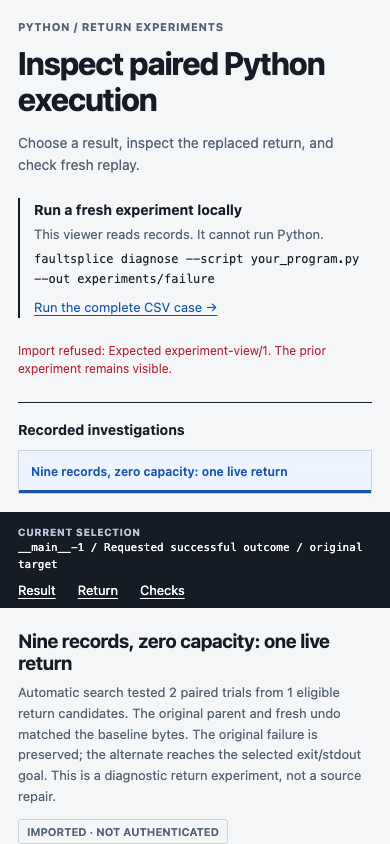 PYTHON / RETURN EXPERIMENTS
Inspect paired Python
execution
Choose a result, inspect the replaced return, and
check fresh replay.
Run a fresh experiment locally
This viewer reads records. It cannot run Python.
faultsplice diagnose --script your_program.py
--out experiments/failure
Run the complete CSV case →
Import refused: Expected experiment-view/1. The prior
experiment remains visible.
Recorded investigations
Nine records, zero capacity: one live return
CURRENT SELECTION
__main__-1 / Requested successful outcome / original
target
Result Return Checks
Nine records, zero capacity: one live
return
Automatic search tested 2 paired trials from 1 eligible
return candidates. The original parent and fresh undo
matched the baseline bytes. The original failure is
preserved; the alternate reaches the selected exit/stdout
goal. This is a diagnostic return experiment, not a source
repair.
IMPORTED · NOT AUTHENTICATED